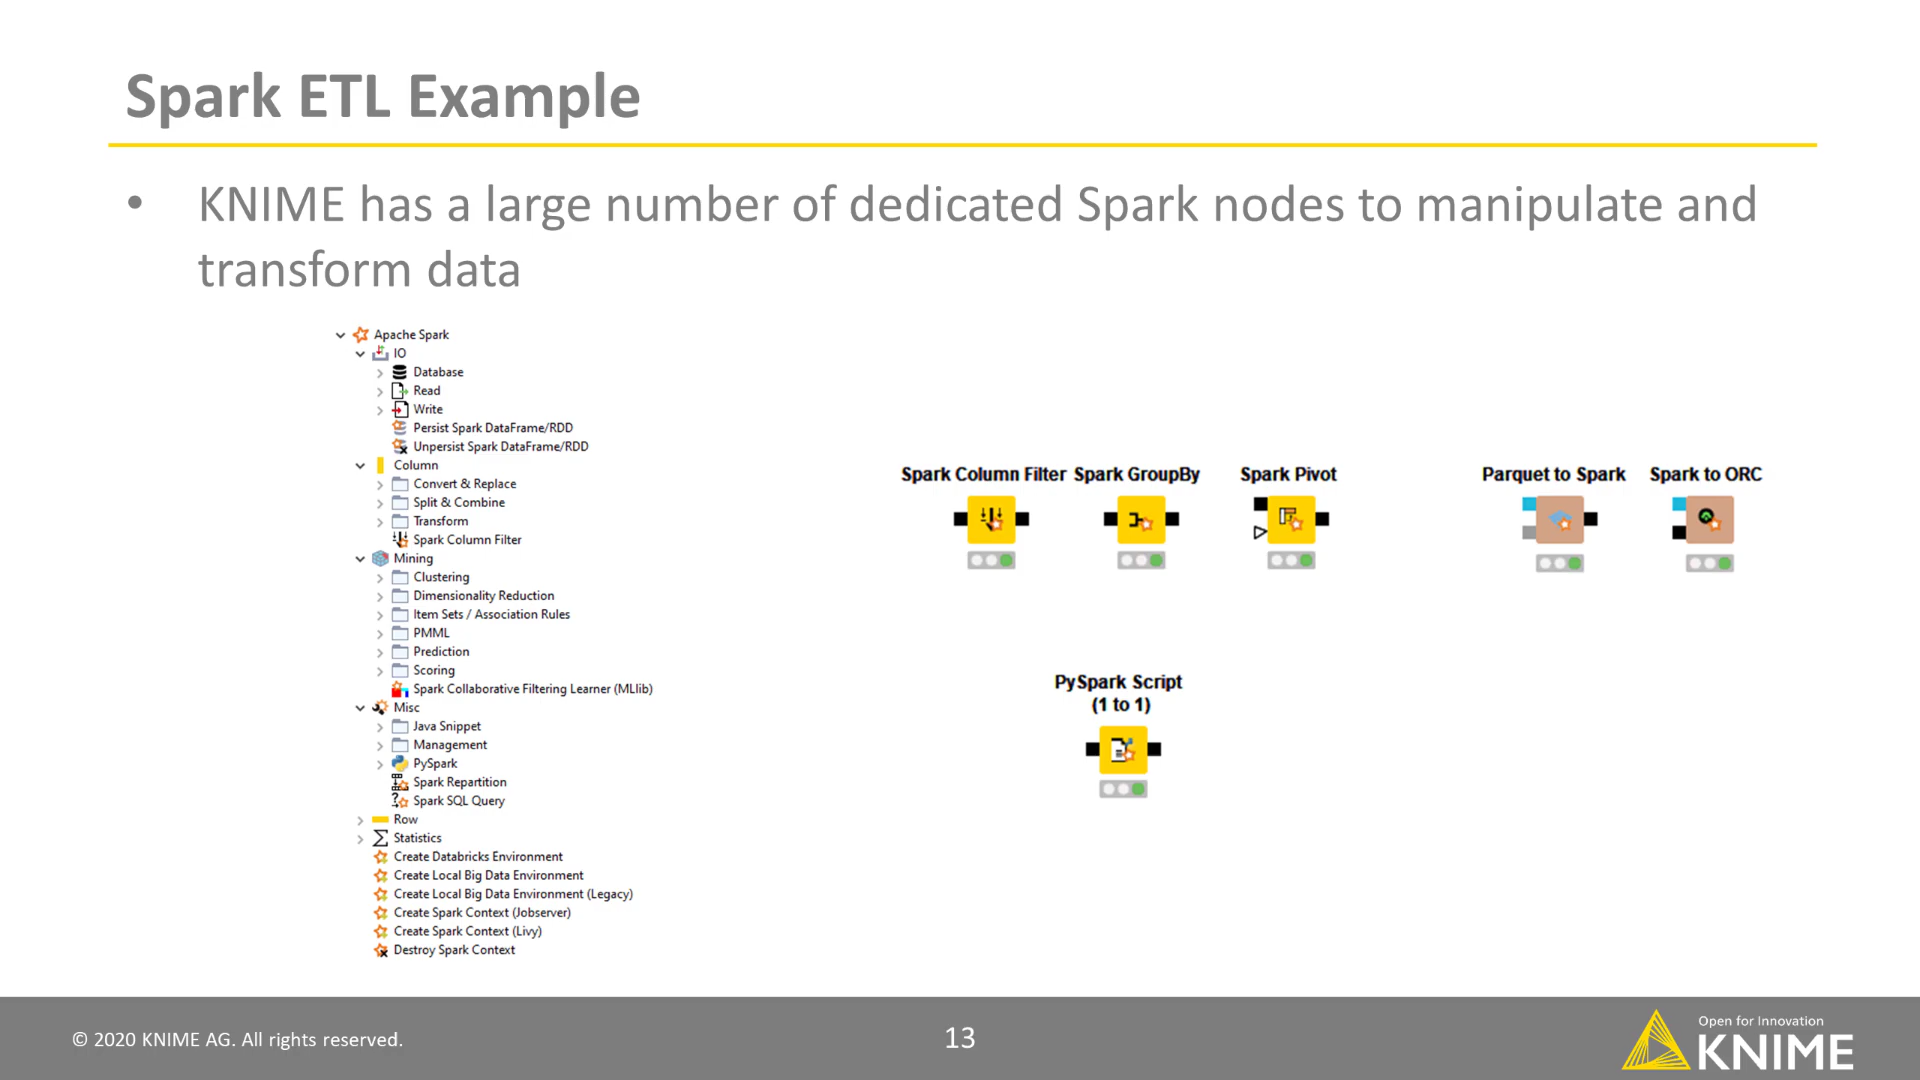 Spark ETL Example
• KNIME has a large number of dedicated Spark nodes to manipulate and
transform data
Apache Spark
IO
Database
Read
Write
Persist Spark DataFrame/RDD
Unpersist Spark DataFrame/RDD
Column
Convert & Replace
Split & Combine
Transform
Spark Column Filter
Mining
Clustering
Dimensionality Reduction
Item Sets / Association Rules
PMML
Prediction
Scoring
Spark Collaborative Filtering Learner (MLlib)
Misc
Java Snippet
Management
PySpark
Spark Repartition
Spark SQL Query
Row
Statistics
Create Databricks Environment
Create Local Big Data Environment
Create Local Big Data Environment (Legacy)
Create Spark Context (Jobserver)
Create Spark Context (Livy)
Destroy Spark Context
Spark Column Filter
Spark GroupBy
Spark Pivot
Parquet to Spark
Spark to ORC
PySpark Script
(1 to 1)
© 2020 KNIME AG. All rights reserved.
13
Open for Innovation
KNIME